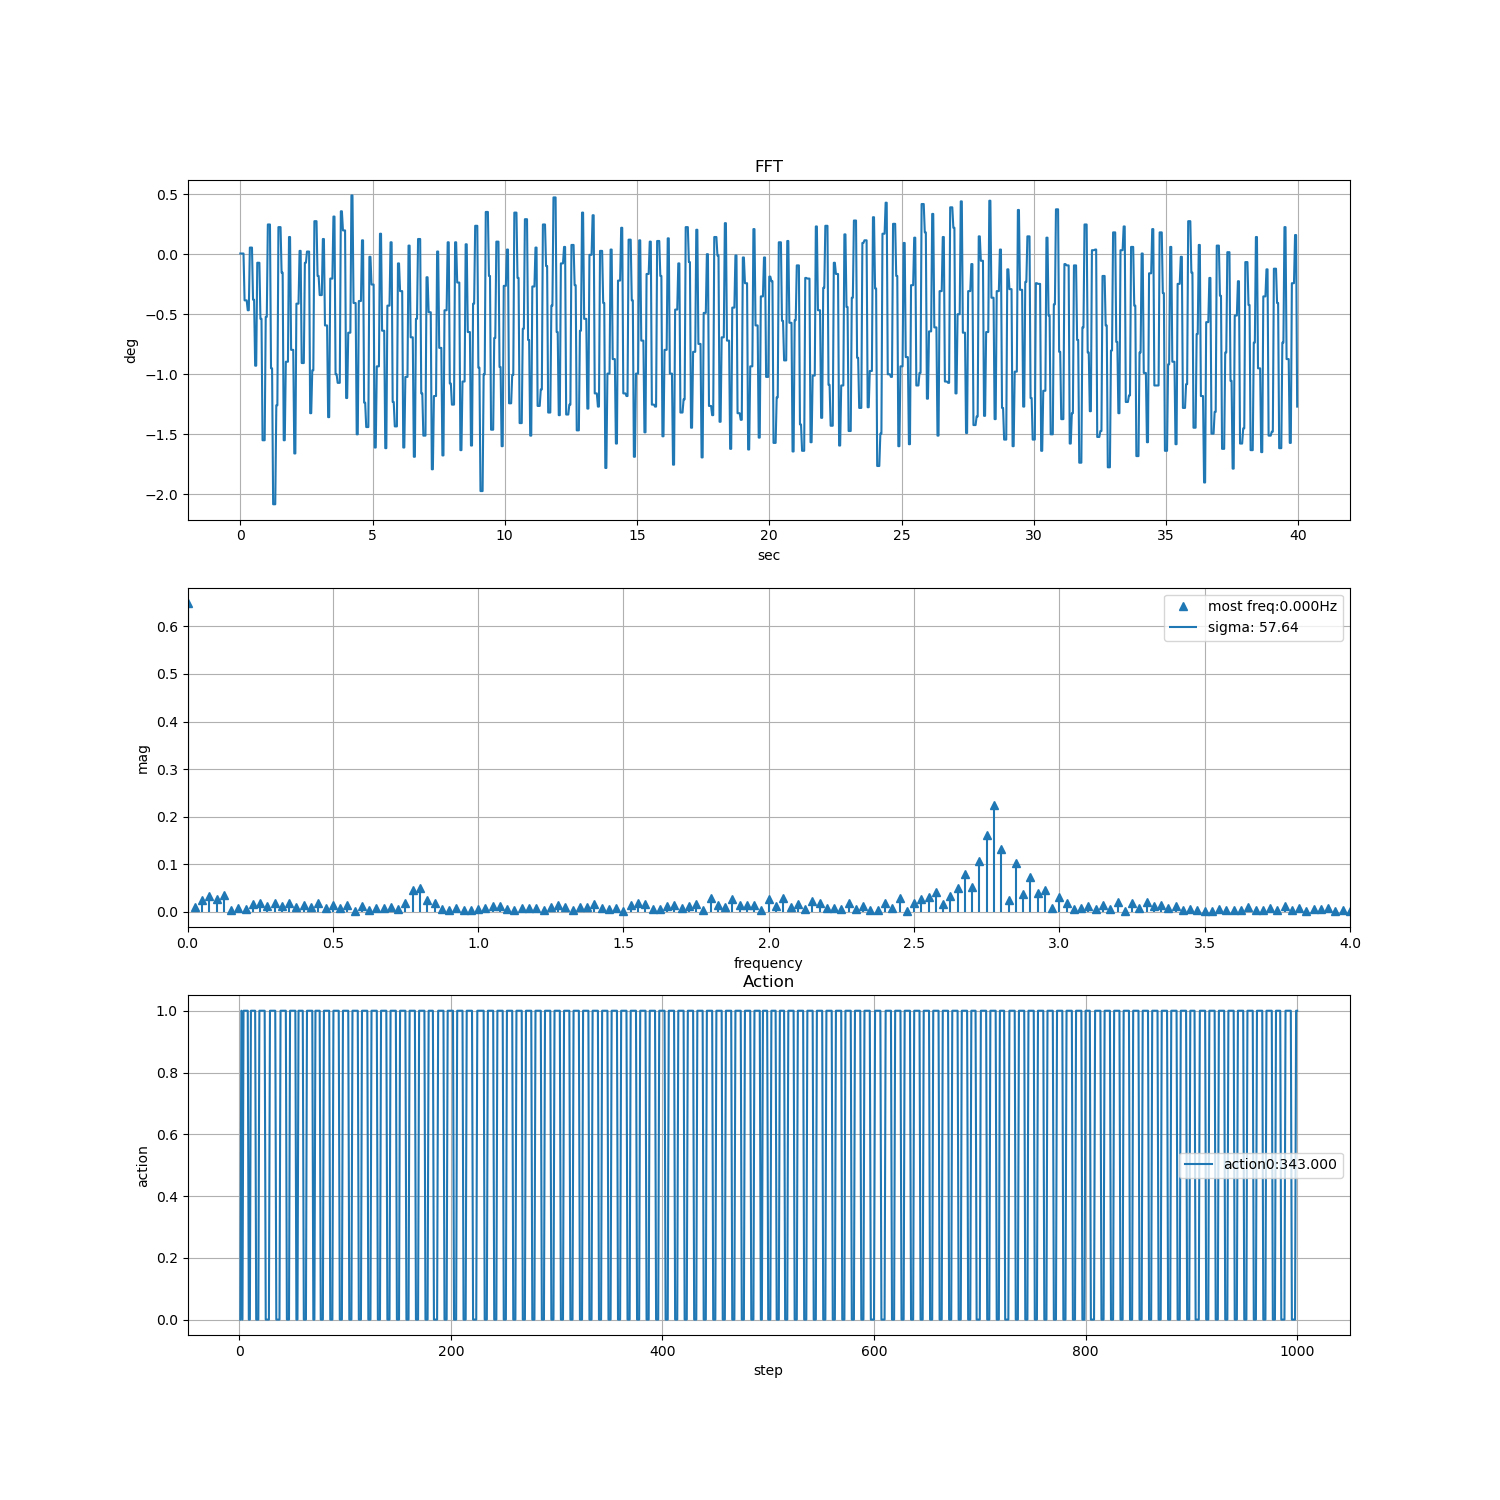 FFT
0.5
0.0
−0.5
−1.0
−1.5
−2.0
deg
0 5 10 15 20 25 30 35 40
sec
most freq:0.000Hz
sigma: 57.64
0.6
0.5
0.4
0.3
0.2
0.1
0.0
mag
0.0 0.5 1.0 1.5 2.0 2.5 3.0 3.5 4.0
frequency
Action
1.0
0.8
0.6
0.4
0.2
0.0
action
action0:343.000
0 200 400 600 800 1000
step